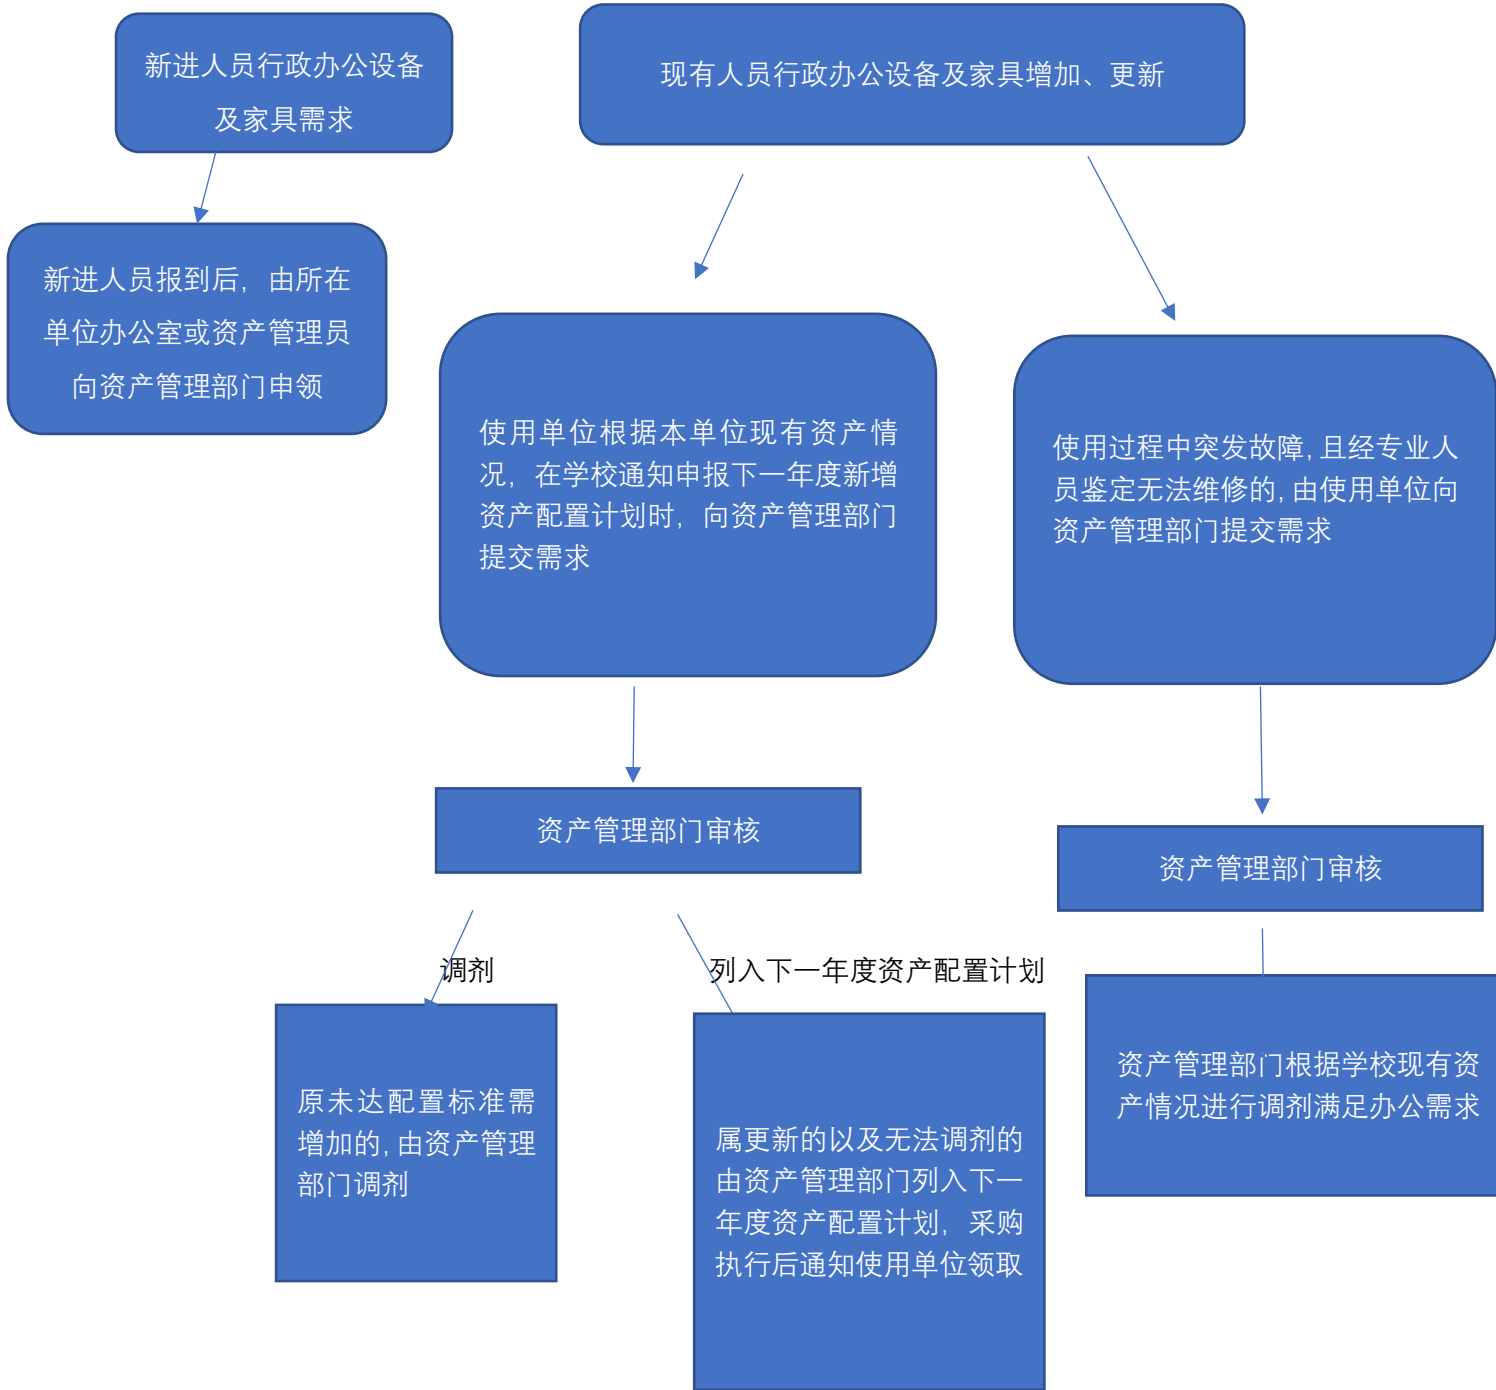 新进人员行政办公设备
及家具需求
现有人员行政办公设备及家具增加、更新
新进人员报到后，由所在
单位办公室或资产管理员
向资产管理部门申领
使用单位根据本单位现有资产情
况，在学校通知申报下一年度新增
资产配置计划时，向资产管理部门
提交需求
使用过程中突发故障，且经专业人
员鉴定无法维修的，由使用单位向
资产管理部门提交需求
资产管理部门审核
资产管理部门审核
调剂
列入下一年度资产配置计划
原未达配置标准需
增加的，由资产管理
部门调剂
属更新的以及无法调剂的
由资产管理部门列入下一
年度资产配置计划，采购
执行后通知使用单位领取
资产管理部门根据学校现有资
产情况进行调剂满足办公需求